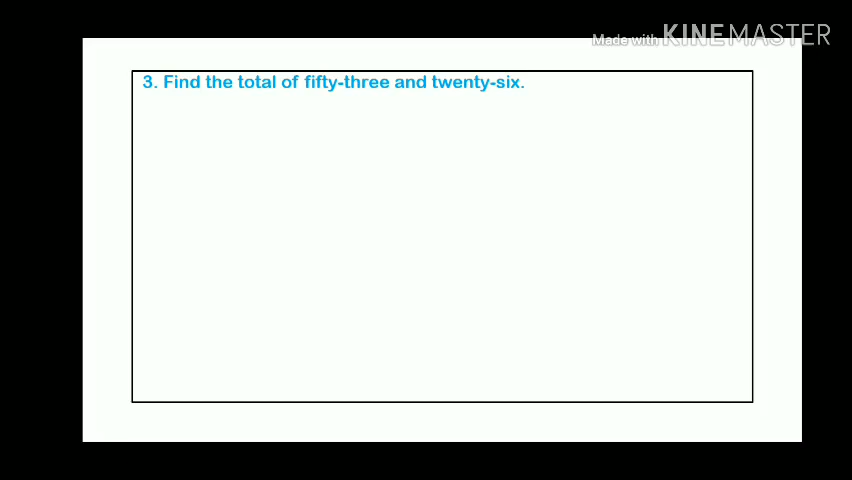 Made with KINEMASTER
3. Find the total of fifty-three and twenty-six.